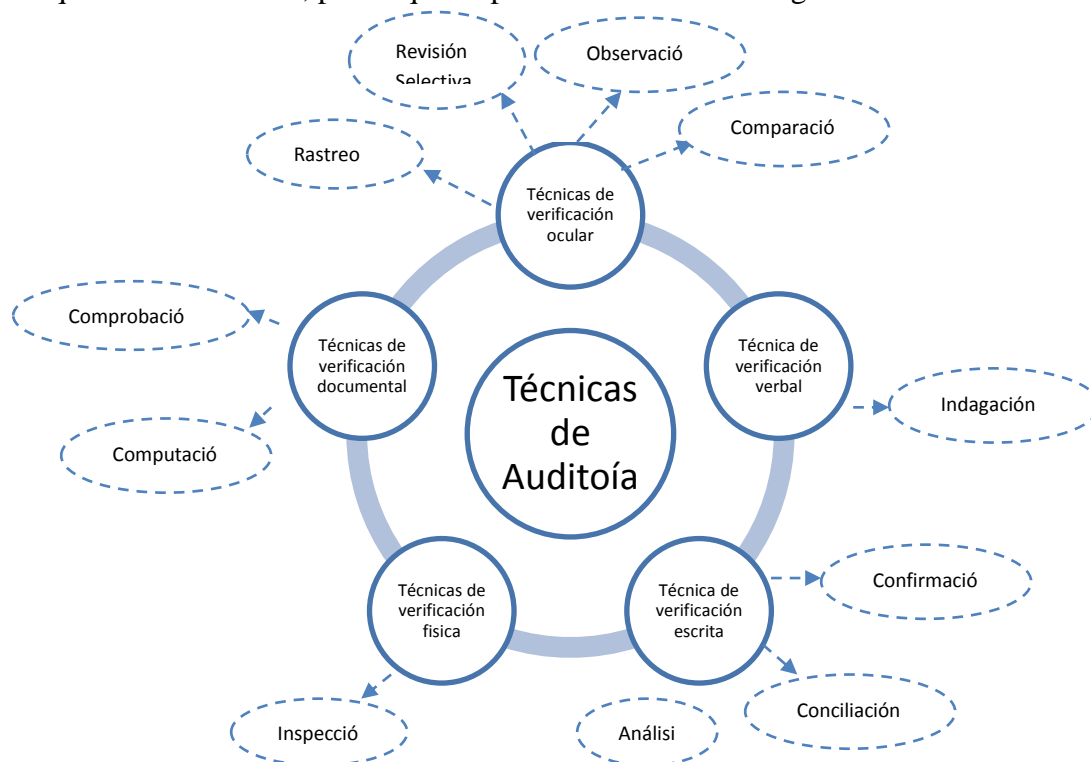 Revisión
Selectiva
Observació
Rastreo
Comparació
Técnicas de
verificación
ocular
Comprobació
Técnicas de
verificación
documental
Técnica de
verificación
verbal
Técnicas
de
Auditoía
Indagación
Computació
Técnicas de
verificación
fisica
Técnica de
verificación
escrita
Confirmació
Inspecció
Análisi
Conciliación